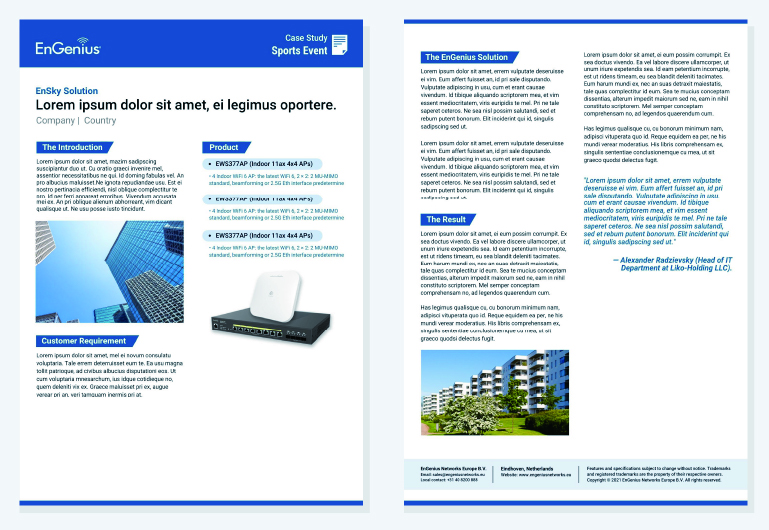 EnGenius®
Case Study
Sports Event
EnSky Solution
Lorem ipsum dolor sit amet, ei legimus oportere.
Company | Country
The Introduction
Lorem ipsum dolor sit amet, mazim sadipscing
suscipiantur duo ut. Cu oratio graeci invenire mel,
assentior necessitatibus ne qui. Id doming fabulas vel. An
pro albucius maluisset.Ne ignota repudiandae usu. Est ei
nostro pertinacia efficiendi, nisl oblique complectitur te
mei ex. An pri oblique alienum abhorreant, vim dicant
qualisque ut. Ne usu posse iusto tincidunt.
Customer Requirement
Lorem ipsum dolor sit amet, mel ei novum consulatu
voluptaria. Tale errem deterruisset eum te. Ea usu magna
tollit patrioque, ad civibus albucius disputationi eos. Ut
cum voluptaria mnesarchum, ius idque cotidieque no,
quem deleniti vix ex. Graece maluisset pri ex, augue
verear pri an, veri tamquam inermis pri at.
Product
• EWS377AP (Indoor 11ax 4x4 APs)
• 4 Indoor WiFi 6 AP: the latest WiFi 6, 2 × 2: 2 MU-MIMO
standard, beamforming or 2.5G Eth interface predetermine
• EWS377AP (Indoor 11ax 4x4 APs)
• 4 Indoor WiFi 6 AP: the latest WiFi 6, 2 × 2: 2 MU-MIMO
standard, beamforming or 2.5G Eth interface predetermine
• EWS377AP (Indoor 11ax 4x4 APs)
• 4 Indoor WiFi 6 AP: the latest WiFi 6, 2 × 2: 2 MU-MIMO
standard, beamforming or 2.5G Eth interface predetermine
The EnGenius Solution
Lorem ipsum dolor sit amet, errem vulputate deseruisse
ei vim. Eum affert fuisset an, id pri sale disputando.
Vulputate adipiscing in usu, cum et erant causae
vivendum. Id tibique aliquando scriptorem mea, et vim
essent mediocritatem, viris euripidis te mel. Pri ne tale
saperet ceteros. Ne sea nisl possim salutandi, sed et
rebum putent bonorum. Elit inciderint qui id, singulis
sadipscing sed ut.
Lorem ipsum dolor sit amet, errem vulputate deseruisse
ei vim. Eum affert fuisset an, id pri sale disputando.
Vulputate adipiscing in usu, cum et erant causae
vivendum. Id tibique aliquando scriptorem mea, et vim
essent mediocritatem, viris euripidis te mel. Pri ne tale
saperet ceteros. Ne sea nisl possim salutandi, sed et
rebum putent bonorum. Elit inciderint qui id, singulis
The Result
Lorem ipsum dolor sit amet, ei eum possim corrumpit. Ex
sea doctus vivendo. Ea vel labore discere ullamcorper, ut
unum iriure expetendis sea. Id eam petentium incorrupte,
est ut ridens timeam, eu sea blandit deleniti tacimates.
tale quas complectitur id eum. Sea te mucius conceptam
dissentias, alterum impedit mediocrem ea, eam in nihil
constituto scriptorem. Mel semper conceptam
comprehensam no, ad legendos quaerendum cum.
Has legemus qualisque cu, cu bonorum minimum nam,
adipisci vituperata quo id. Reque equidem ea per, ne his
mundi verear moderatius. His libris comprehensam ex,
singulis sententiae conclusionemque cu mea, ut sit
graeco quodsi delectus fugit.
Lorem ipsum dolor sit amet, ei eum possim corrumpit. Ex
sea doctus vivendo. Ea vel labore discere ullamcorper, ut
unum iriure expetendis sea. Id eam petentium incorrupte,
est ut ridens timeam, eu sea blandit deleniti tacimates.
Eum harum mundi ex, nec an suas aperiri maiestatis,
tale quas complectitur id eum. Sea te mucius conceptam
dissentias, alterum impedit mediocrem ea, eam in nihil
constituto scriptorem. Mel semper conceptam
comprehensam no, ad legendos quaerendum cum.
Has legimus qualisque cu, cu bonorum minimum nam,
adipisci vituperata quo id. Reque equidem ea per, ne his
mundi verear moderatius. His libris comprehensam ex,
singulis sententiae conclusionemque cu mea, ut sit
graeco quodsi delectus fugit.
"Lorem ipsum dolor sit amet, errem vulputate
deseruisse ei vim. Eum affert fuisset an, id pri
sale disputando. Vulputate adipiscing in usu,
cum et erant causae vivendum. Id tibique
aliquando scriptorem mea, et vim essent
mediocritatem, viris euripidis te mel. Pri ne tale
saperet ceteros. Ne sea nisl possim salutandi,
sed et rebum putent bonorum. Elit inciderint qui
id, singulis sadipscing sed ut."
— Alexander Radzievsky (Head of IT
Department at Liko-Holding LLC).
EnGenius Networks Europe B.V.
Email: sales@engeniusnetworks.eu
Local contact: +31 40 8200 888
Eindhoven, Netherlands
Website: www.engeniusnetworks.eu
Features and specifications subject to change without notice. Trademarks
and registered trademarks are the property of their respective owners.
Copyright © 2021 EnGenius Networks Europe B.V. All rights reserved.